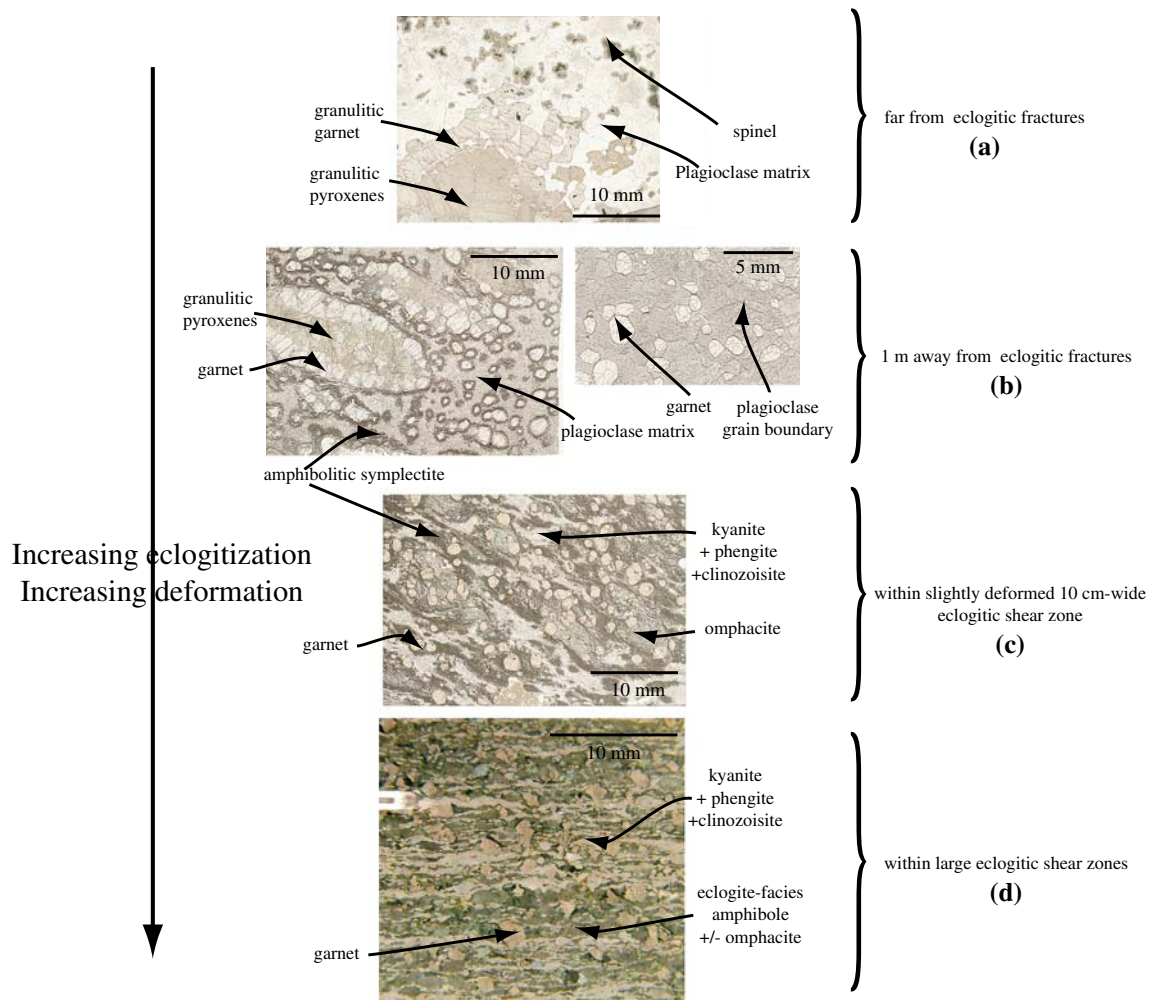 granulitic
garnet
granulitic
pyroxenes
spinel
Plagioclase matrix
10 mm
far from eclogitic fractures
(a)
10 mm
5 mm
granulitic
pyroxenes
garnet
garnet
plagioclase
grain boundary
plagioclase matrix
1 m away from eclogitic fractures
(b)
amphibolitic symplectite
Increasing eclogitization
Increasing deformation
kyanite
+ phengite
+clinozoisite
omphacite
garnet
10 mm
within slightly deformed 10 cm-wide
eclogitic shear zone
(c)
10 mm
kyanite
+ phengite
+clinozoisite
eclogite-facies
amphibole
+/- omphacite
garnet
within large eclogitic shear zones
(d)